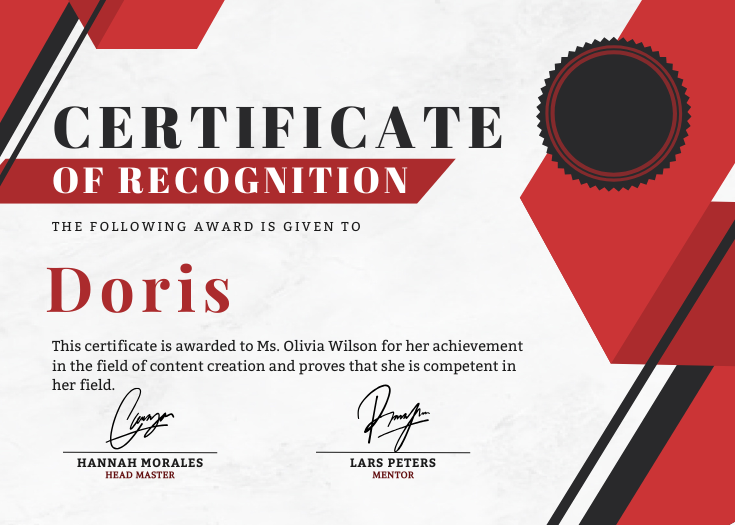 CERTIFICATE
OF RECOGNITION
THE FOLLOWING AWARD IS GIVEN TO
Doris
This certificate is awarded to Ms. Olivia Wilson for her achievement
in the field of content creation and proves that she is competent in
her field.
HANNAH MORALES
HEAD MASTER
LARS PETERS
MENTOR